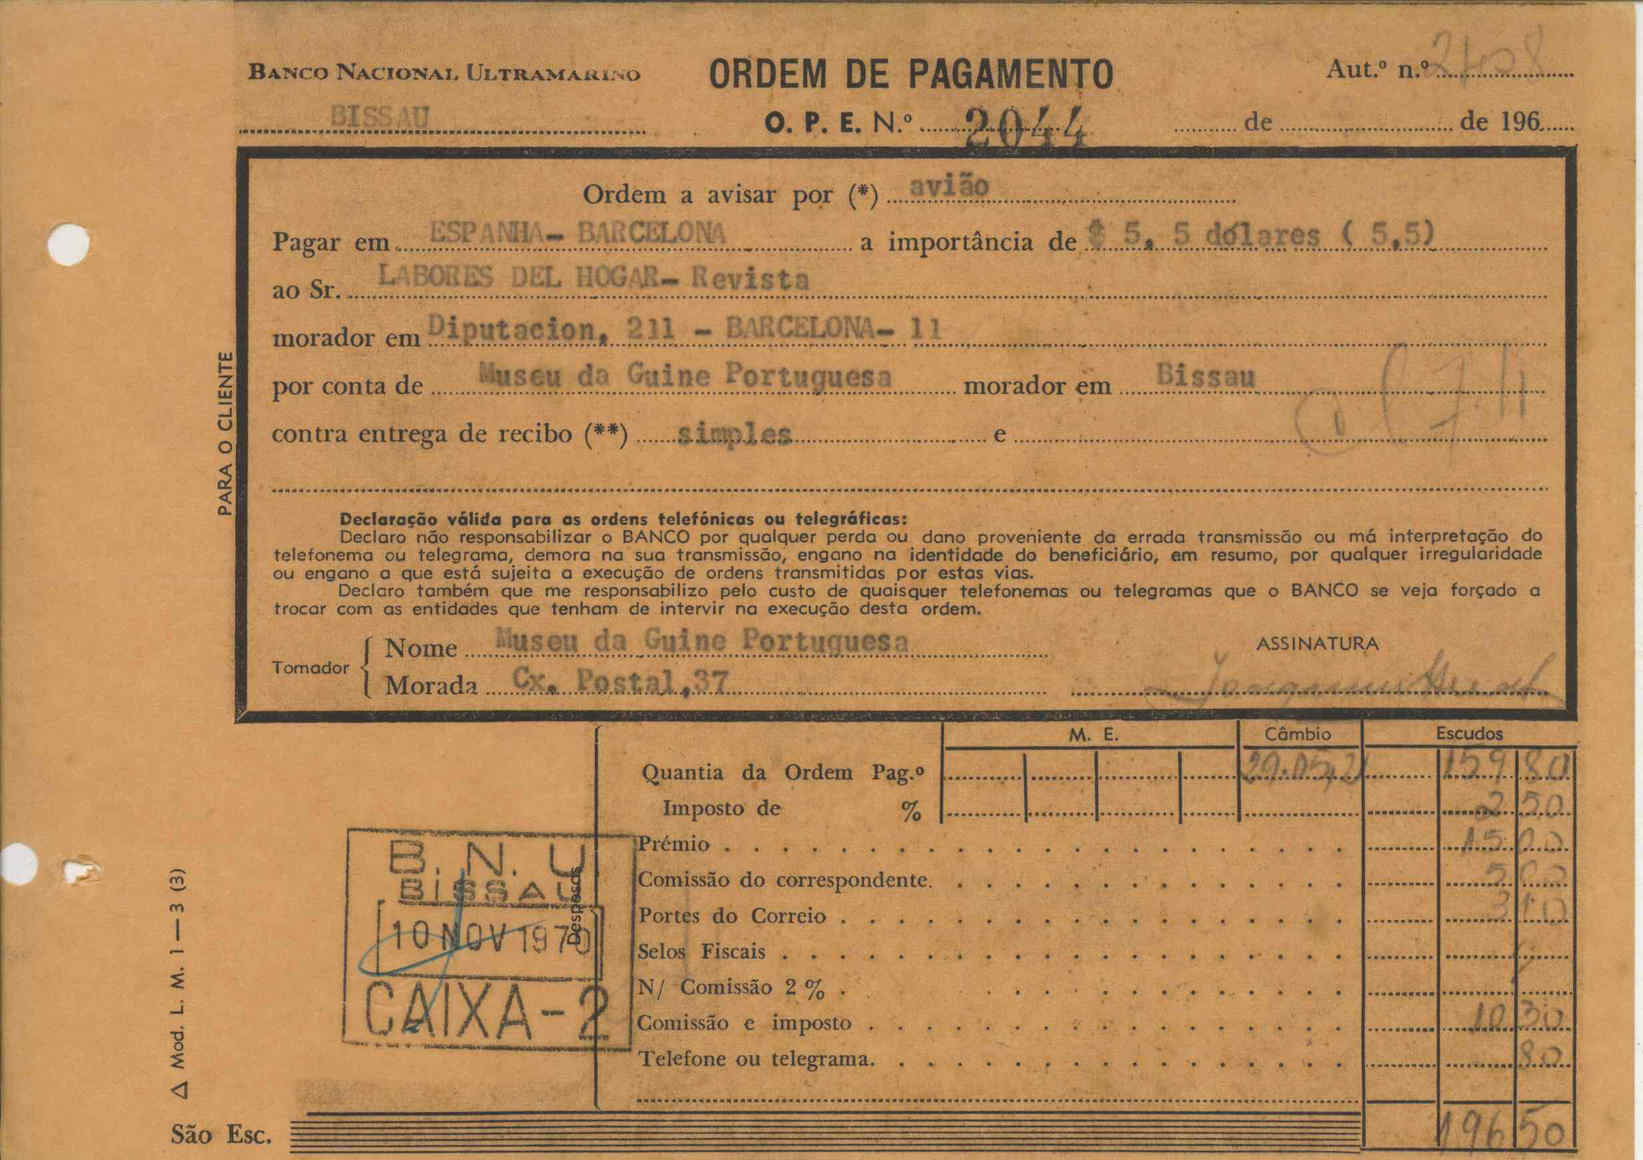 BANCO NACIONAL ULTRAMARINO
ORDEM DE PAGAMENTO
Aut.º n.º 2408
BISSAU
O. P. E. N.º 2044
de de 196
Ordem a avisar por (*) avião
Pagar em ESPANHA- BARCELONA a importância de $ 5, 5 dólares ( 5,5)
ao Sr. LABORES DEL HOGAR- Revista
morador em Diputacion, 211 - BARCELONA- 11
por conta de Museu da Guine Portuguesa morador em Bissau
contra entrega de recibo (**) simples e
PARA O CLIENTE
Declaração válida para as ordens telefónicas ou telegráficas:
Declaro não responsabilizar o BANCO por qualquer perda ou dano proveniente da errada transmissão ou má interpretação do
telefonema ou telegrama, demora na sua transmissão, engano na identidade do beneficiário, em resumo, por qualquer irregularidade
ou engano a que está sujeita a execução de ordens transmitidas por estas vias.
Declaro também que me responsabilizo pelo custo de quaisquer telefonemas ou telegramas que o BANCO se veja forçado a
trocar com as entidades que tenham de intervir na execução desta ordem.
Tomador
Nome Museu da Guine Portuguesa
Morada Cx. Postal,37
ASSINATURA
M. E. Câmbio Escudos
Quantia da Ordem Pag.º 29.05,2 159 80
Imposto de % 2 50
Prémio 15 00
Comissão do correspondente. 5 00
Portes do Correio 3 10
Selos Fiscais
N/ Comissão 2 %
Comissão e imposto 10 30
Telefone ou telegrama. 80
Despesas
B. N. U
BISSAU
10 NOV 1970
CAIXA-2
Δ Mod. L. M. 1—3 (3)
São Esc. 196 50